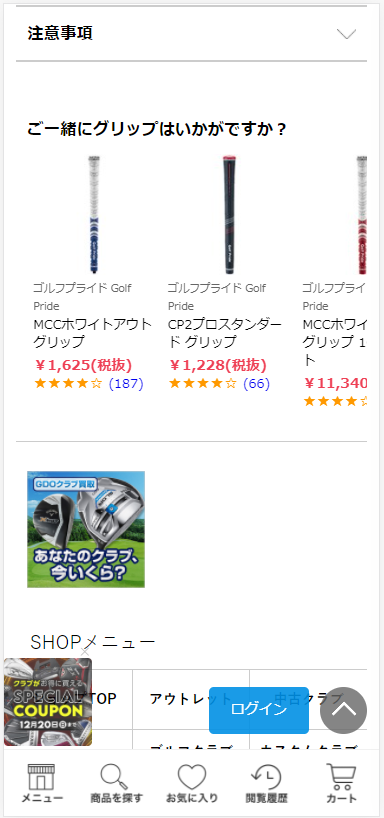 注意事項
ご一緒にグリップはいかがですか？
ゴルフプライド Golf Pride
MCCホワイトアウト グリップ
￥1,625(税抜)
★★★★☆ (187)
ゴルフプライド Golf Pride
CP2プロスタンダード グリップ
￥1,228(税抜)
★★★★☆ (66)
ゴルフプライド
Pride
MCCホワイ
グリップ 1
ト
￥11,340
★★★★☆
GDOクラブ買取
あなたのクラブ、
今いくら？
SHOPメニュー
TOP
アウトレット
中古クラブ
クラブがお得に買える
SPECIAL
COUPON
12月20日(日)まで
ログイン
ゴルフクラブ
カスタムクラブ
メニュー
商品を探す
お気に入り
閲覧履歴
カート